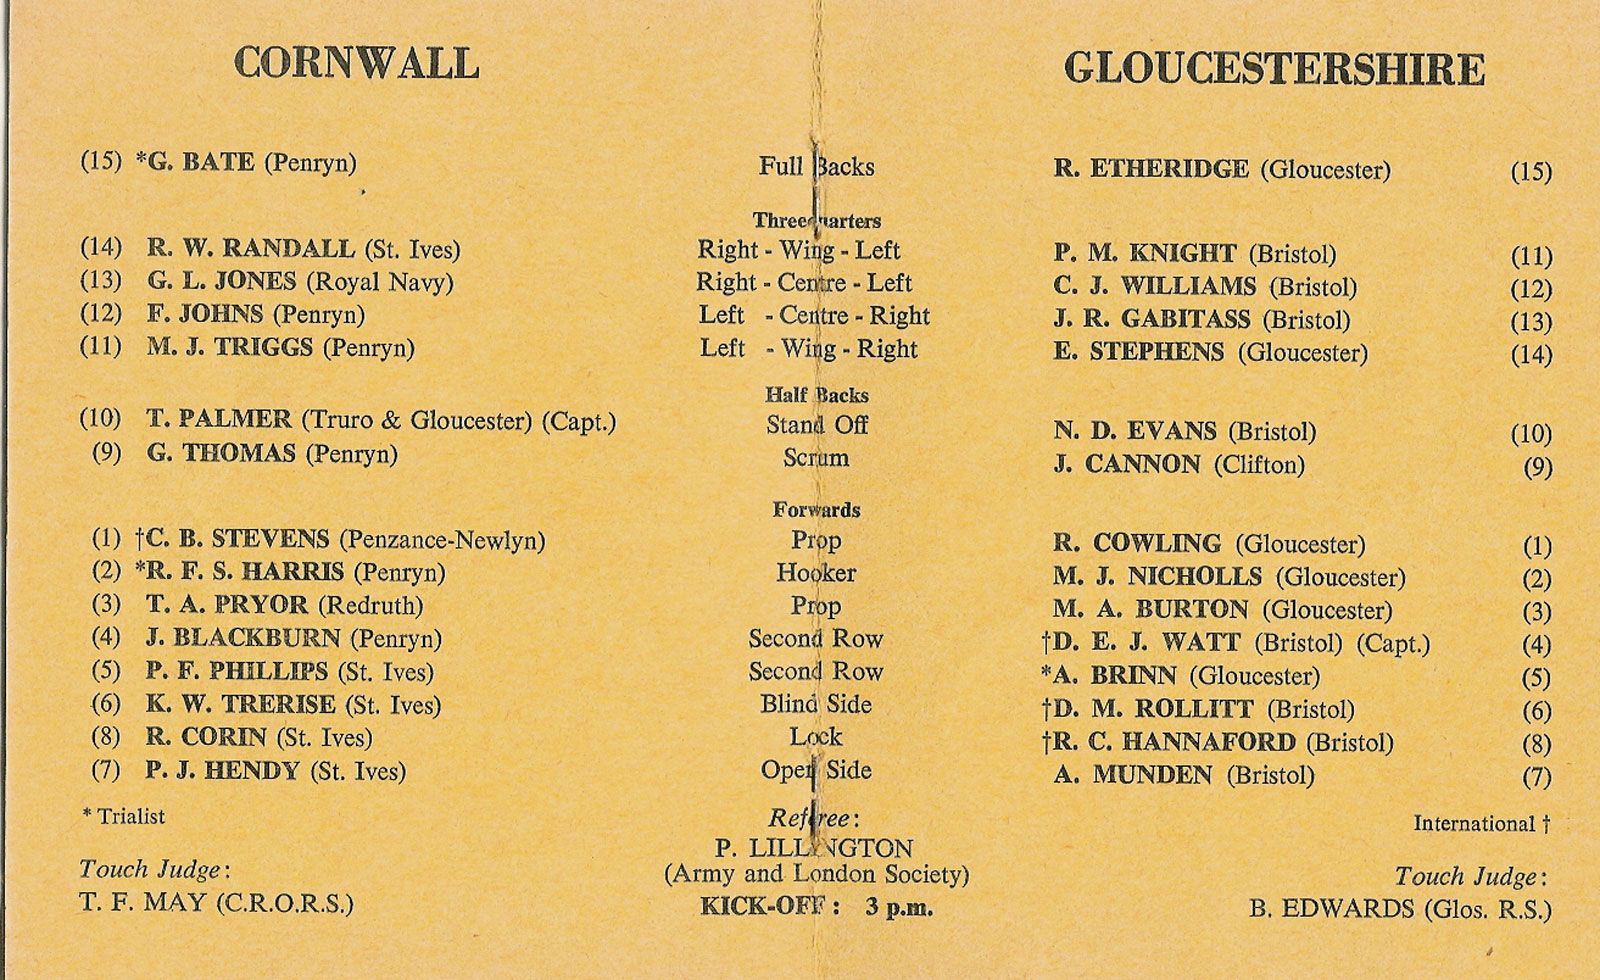 CORNWALL GLOUCESTERSHIRE
(15) *G. BATE (Penryn) Full Backs R. ETHERIDGE (Gloucester) (15)
Threequarters
(14) R. W. RANDALL (St. Ives) Right - Wing - Left P. M. KNIGHT (Bristol) (11)
(13) G. L. JONES (Royal Navy) Right - Centre - Left C. J. WILLIAMS (Bristol) (12)
(12) F. JOHNS (Penryn) Left - Centre - Right J. R. GABITASS (Bristol) (13)
(11) M. J. TRIGGS (Penryn) Left - Wing - Right E. STEPHENS (Gloucester) (14)
Half Backs
(10) T. PALMER (Truro & Gloucester) (Capt.) Stand Off N. D. EVANS (Bristol) (10)
(9) G. THOMAS (Penryn) Scrum J. CANNON (Clifton) (9)
Forwards
(1) †C. B. STEVENS (Penzance-Newlyn) Prop R. COWLING (Gloucester) (1)
(2) *R. F. S. HARRIS (Penryn) Hooker M. J. NICHOLLS (Gloucester) (2)
(3) T. A. PRYOR (Redruth) Prop M. A. BURTON (Gloucester) (3)
(4) J. BLACKBURN (Penryn) Second Row †D. E. J. WATT (Bristol) (Capt.) (4)
(5) P. F. PHILLIPS (St. Ives) Second Row *A. BRINN (Gloucester) (5)
(6) K. W. TRERISE (St. Ives) Blind Side †D. M. ROLLITT (Bristol) (6)
(8) R. CORIN (St. Ives) Lock †R. C. HANNAFORD (Bristol) (8)
(7) P. J. HENDY (St. Ives) Open Side A. MUNDEN (Bristol) (7)
* Trialist Referee: International †
P. LILLINGTON
Touch Judge: (Army and London Society) Touch Judge:
T. F. MAY (C.R.O.R.S.) KICK-OFF: 3 p.m. B. EDWARDS (Glos. R.S.)